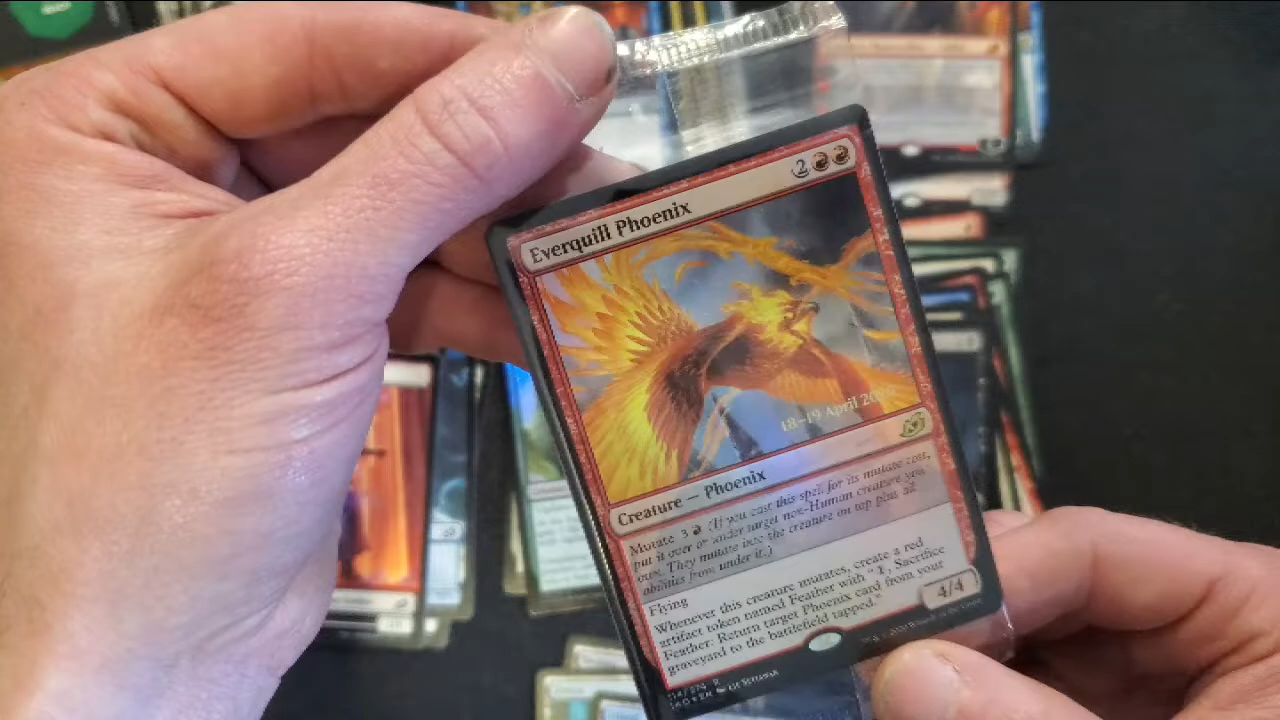 Everquill Phoenix
2
18-19 April
Creature — Phoenix
Mutate 3 (If you cast this spell for its mutate cost,
put it over or under target non-Human creature you
own. They mutate into the creature on top plus all
abilities from under it.)
Flying
Whenever this creature mutates, create a red
artifact token named Feather with "1, Sacrifice
Feather: Return target Phoenix card from your
graveyard to the battlefield tapped."
4/4